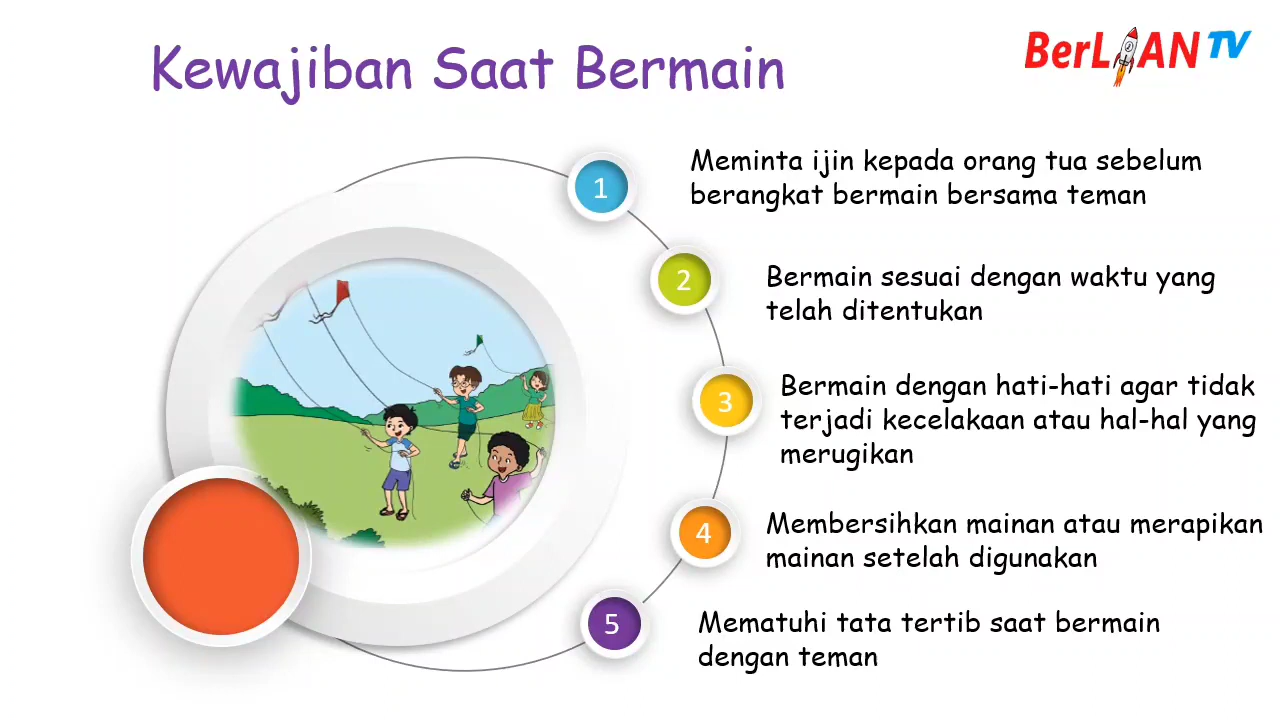 Kewajiban Saat Bermain
BerLIAN TV
1
Meminta ijin kepada orang tua sebelum
berangkat bermain bersama teman
2
Bermain sesuai dengan waktu yang
telah ditentukan
3
Bermain dengan hati-hati agar tidak
terjadi kecelakaan atau hal-hal yang
merugikan
4
Membersihkan mainan atau merapikan
mainan setelah digunakan
5
Mematuhi tata tertib saat bermain
dengan teman